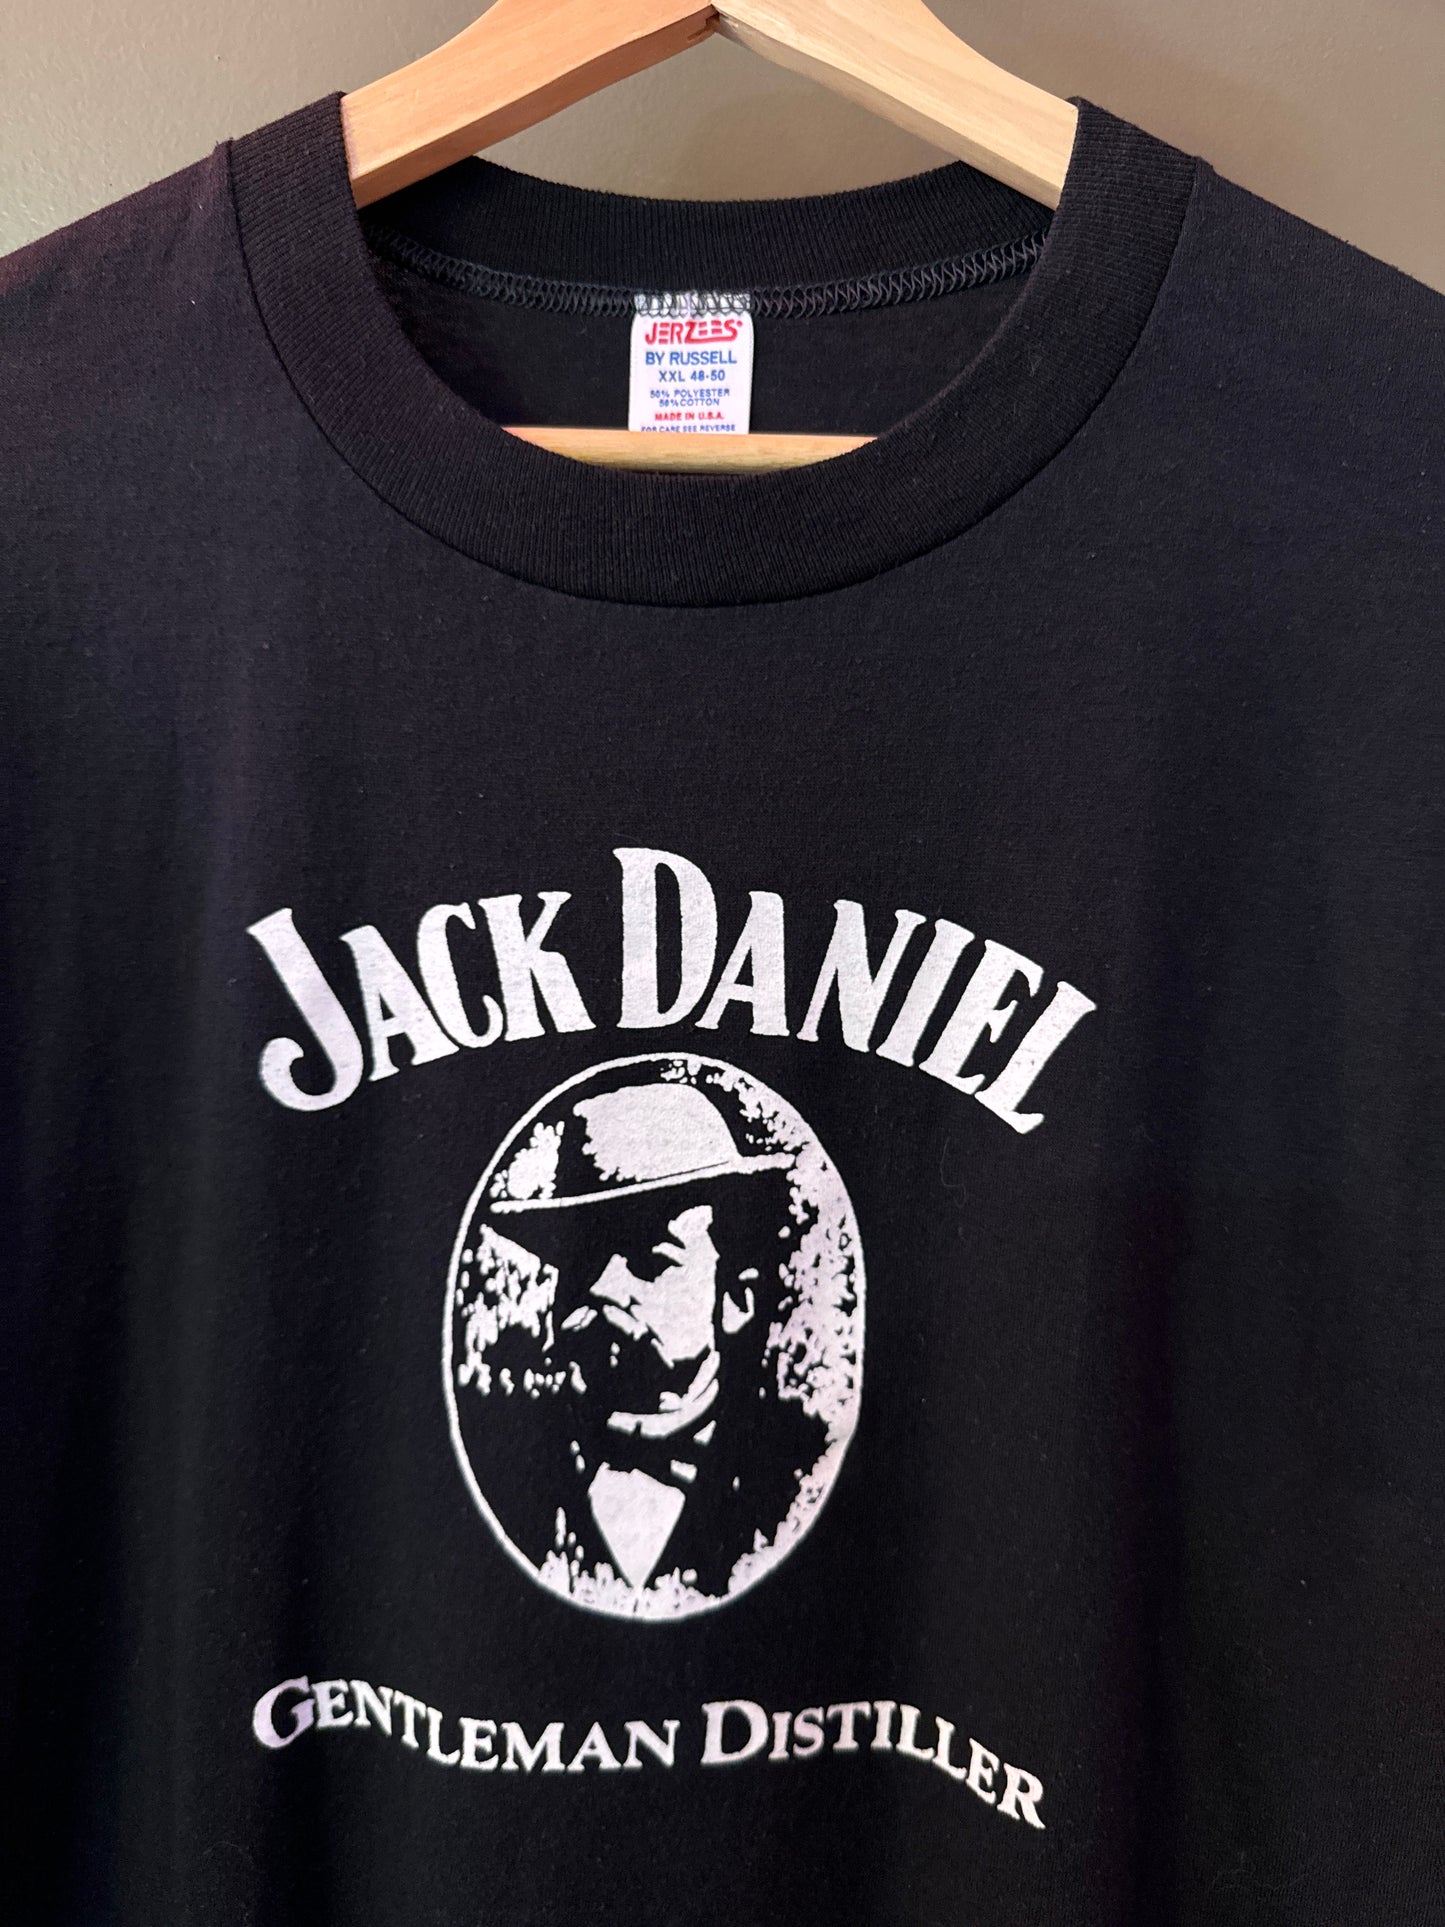 JERZEES®
BY RUSSELL
XXL 48-50
50% POLYESTER
50% COTTON
MADE IN U.S.A.
FOR CARE SEE REVERSE
JACK DANIEL
GENTLEMAN DISTILLER